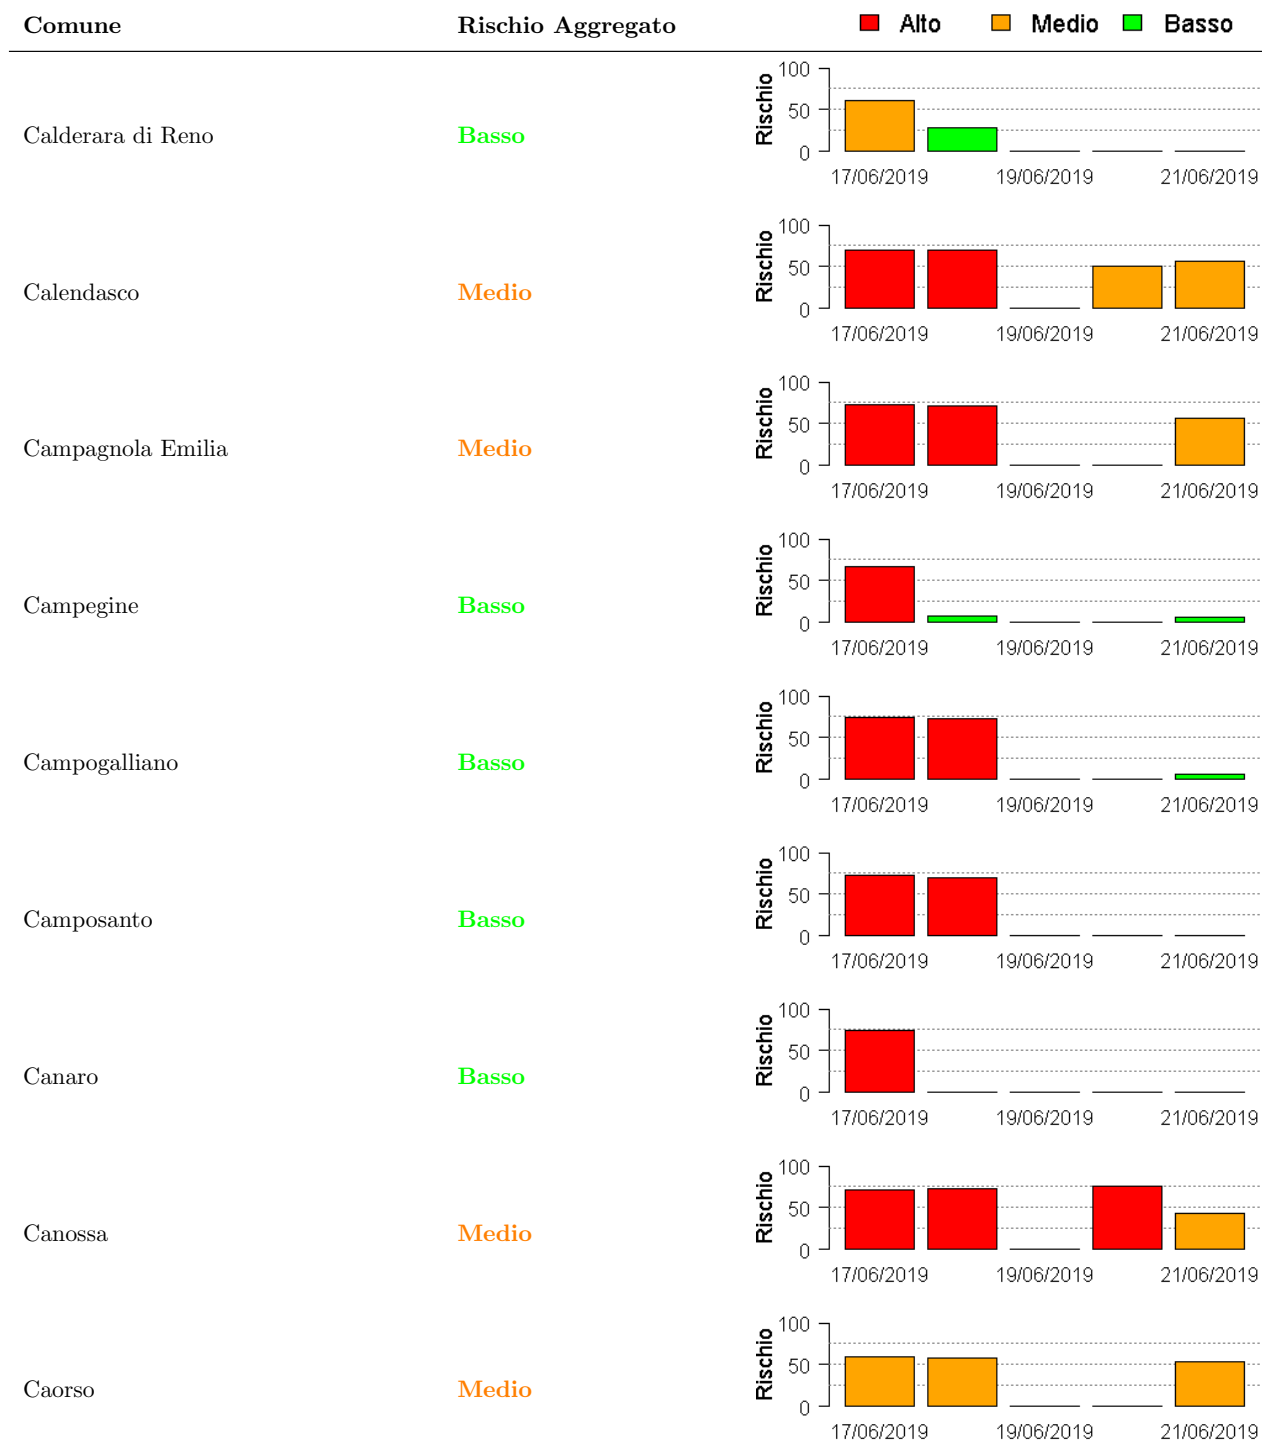 Comune Rischio Aggregato Alto Medio Basso
100
Rischio
50
Calderara di Reno Basso
0
17/06/2019 19/06/2019 21/06/2019
100
Rischio
50
Calendasco Medio
0
17/06/2019 19/06/2019 21/06/2019
100
Rischio
50
Campagnola Emilia Medio
0
17/06/2019 19/06/2019 21/06/2019
100
Rischio
50
Campegine Basso
0
17/06/2019 19/06/2019 21/06/2019
100
Rischio
50
Campogalliano Basso
0
17/06/2019 19/06/2019 21/06/2019
100
Rischio
50
Camposanto Basso
0
17/06/2019 19/06/2019 21/06/2019
100
Rischio
50
Canaro Basso
0
17/06/2019 19/06/2019 21/06/2019
100
Rischio
50
Canossa Medio
0
17/06/2019 19/06/2019 21/06/2019
100
Rischio
50
Caorso Medio
0
17/06/2019 19/06/2019 21/06/2019